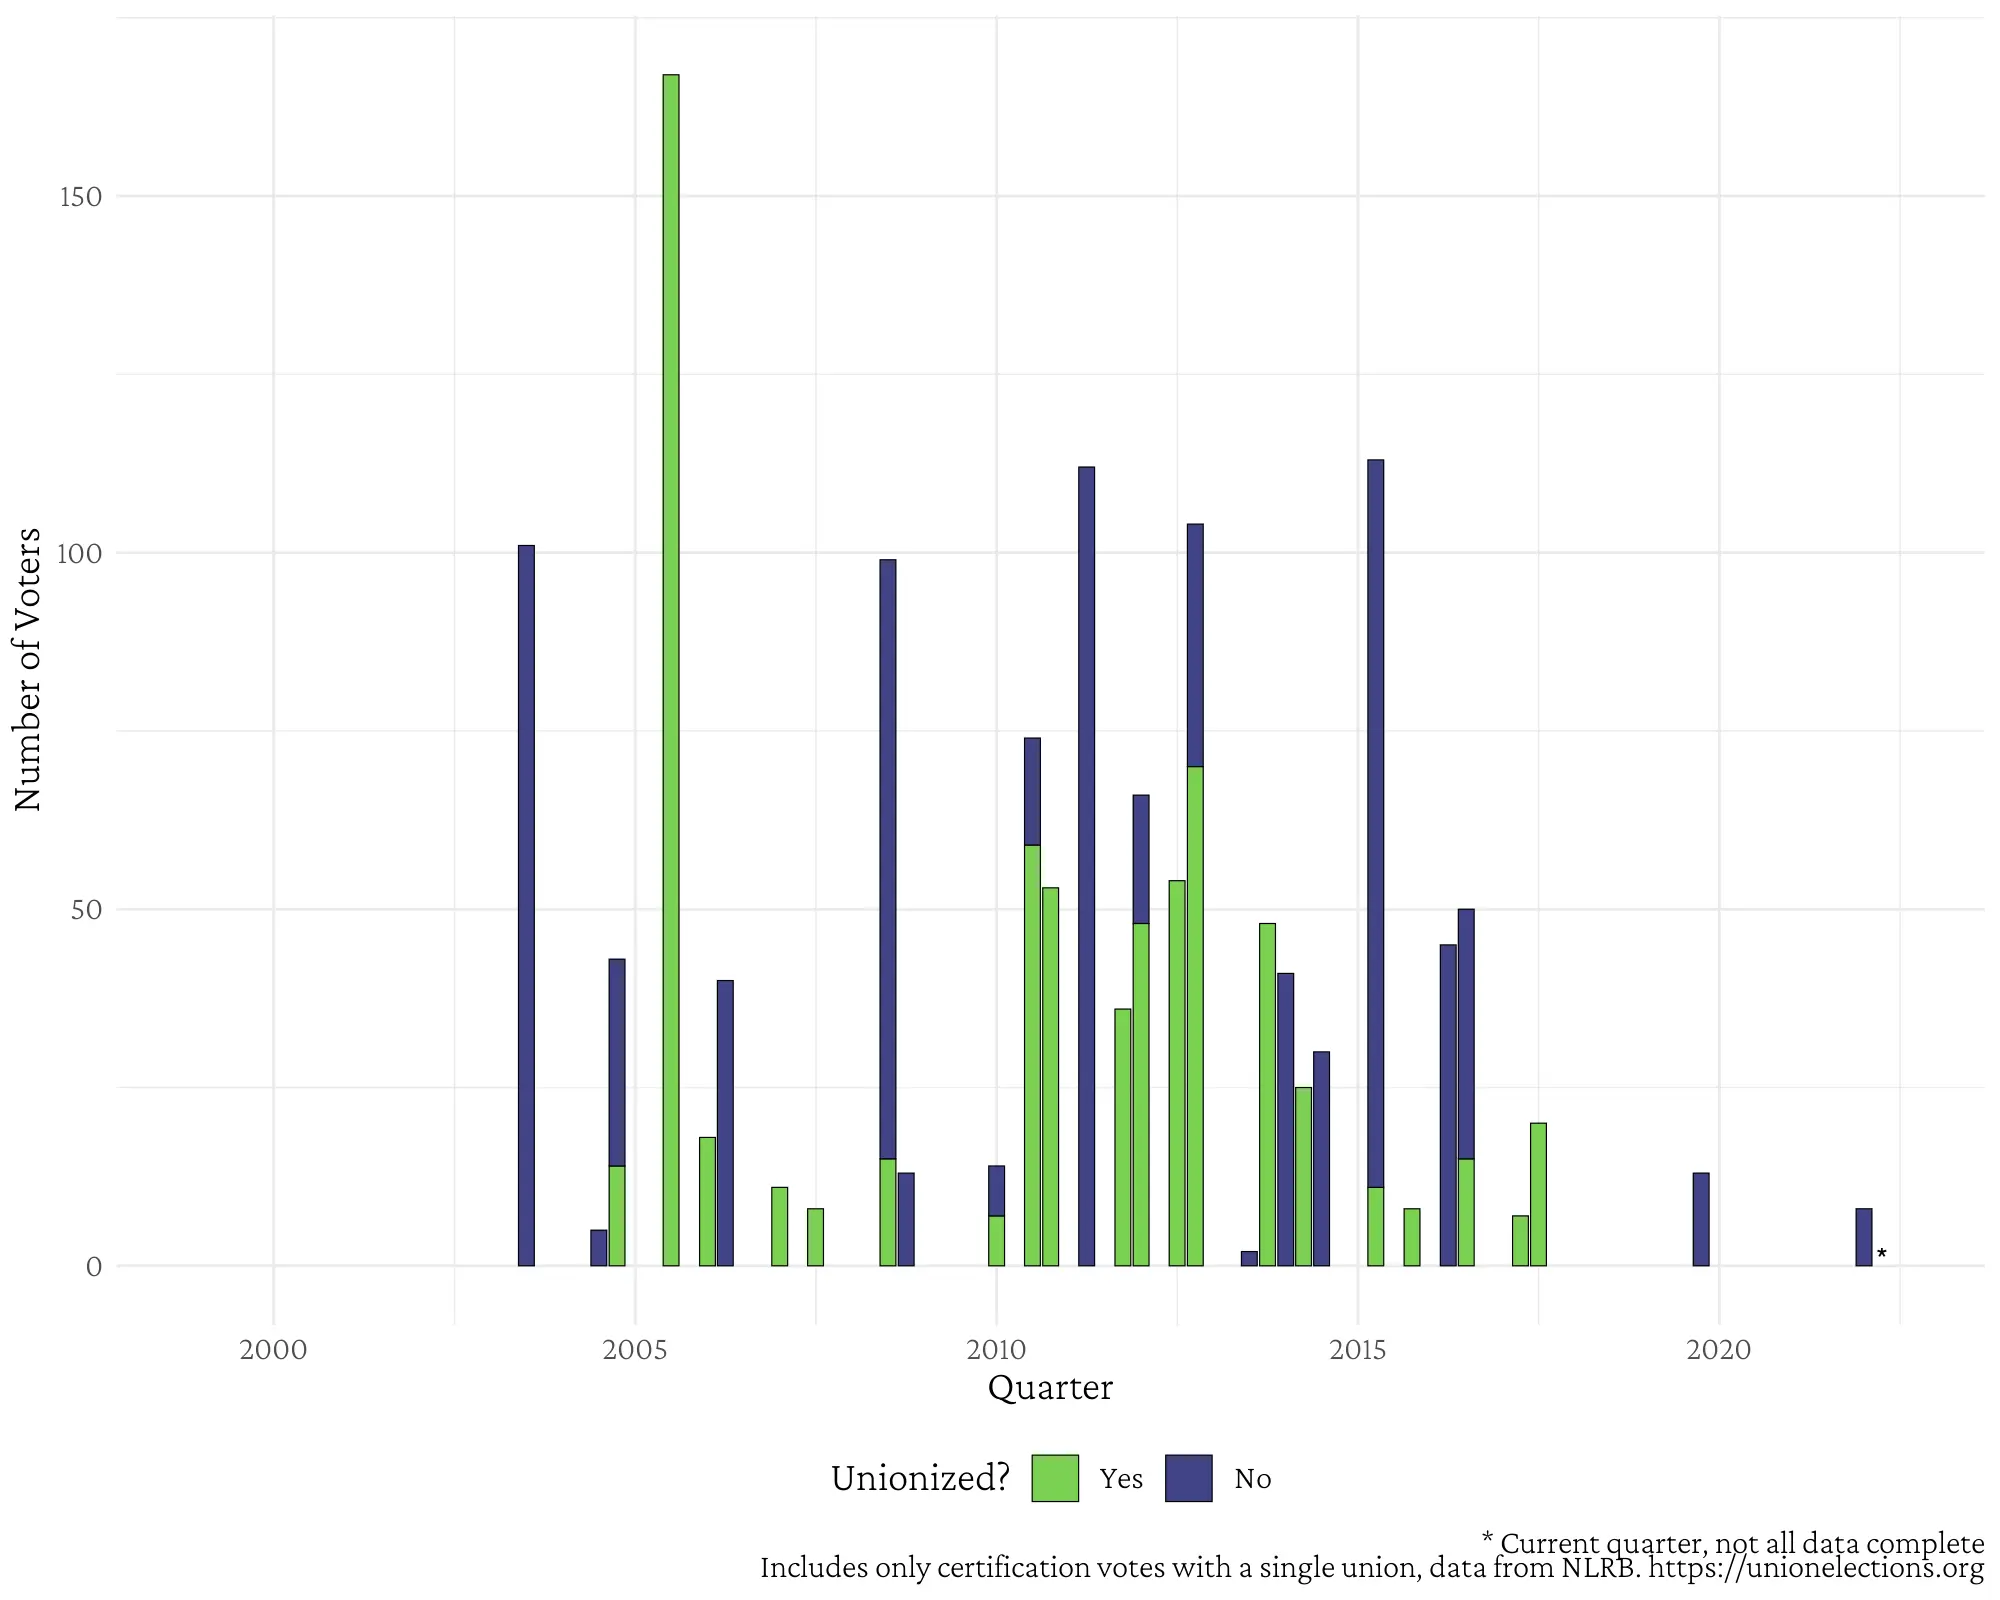 150
100
50
0
Number of Voters
*
2000 2005 2010 2015 2020
Quarter
Unionized? Yes No
* Current quarter, not all data complete
Includes only certification votes with a single union, data from NLRB. https://unionelections.org